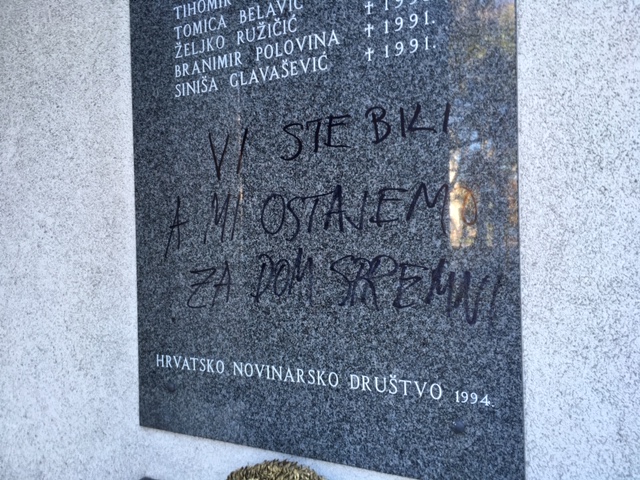 TIHOMIR
TOMICA BELAVIĆ † 1991.
ŽELJKO RUŽIČIĆ † 1991.
BRANIMIR POLOVINA † 1991.
SINIŠA GLAVAŠEVIĆ
VI STE BILI
A MI OSTAJEMO
ZA DOM SPREMNI
HRVATSKO NOVINARSKO DRUŠTVO 1994.